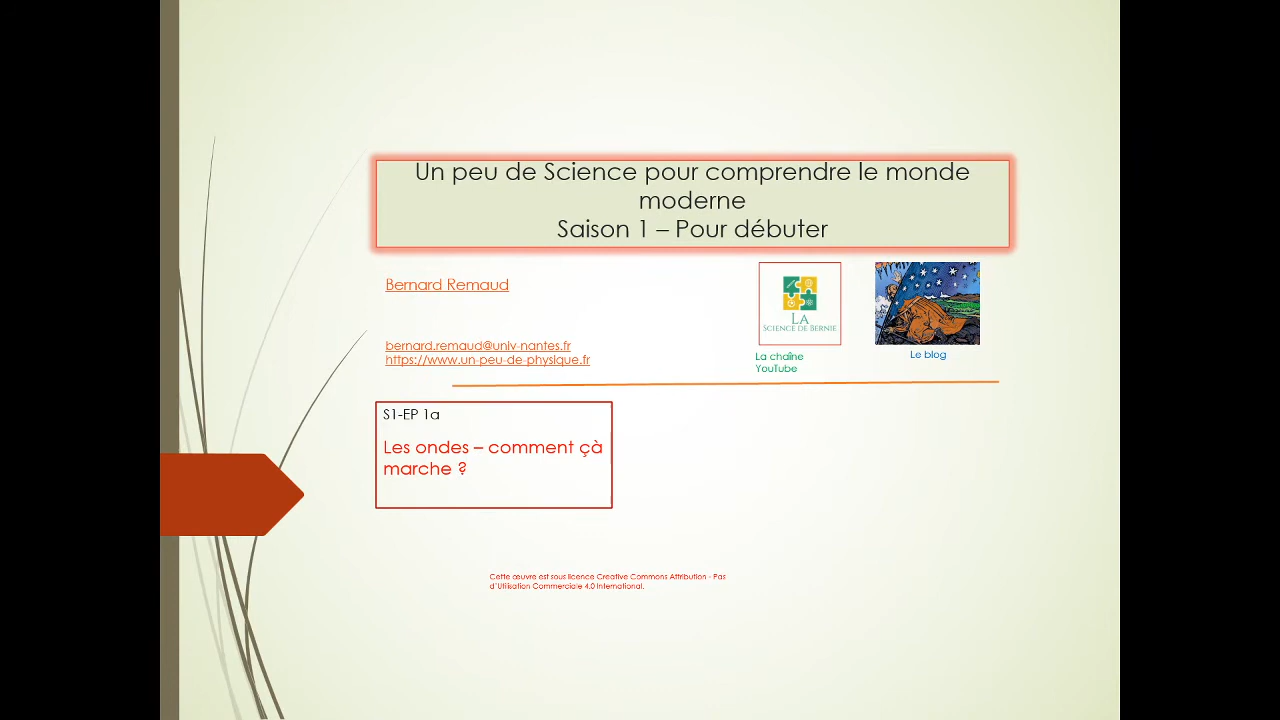 Un peu de Science pour comprendre le monde
moderne
Saison 1 – Pour débuter
Bernard Remaud
bernard.remaud@univ-nantes.fr
https://www.un-peu-de-physique.fr
LA
SCIENCE DE BERNIE
La chaîne
YouTube
Le blog
S1-EP 1a
Les ondes – comment çà
marche ?
Cette œuvre est sous licence Creative Commons Attribution - Pas
d’Utilisation Commerciale 4.0 International.